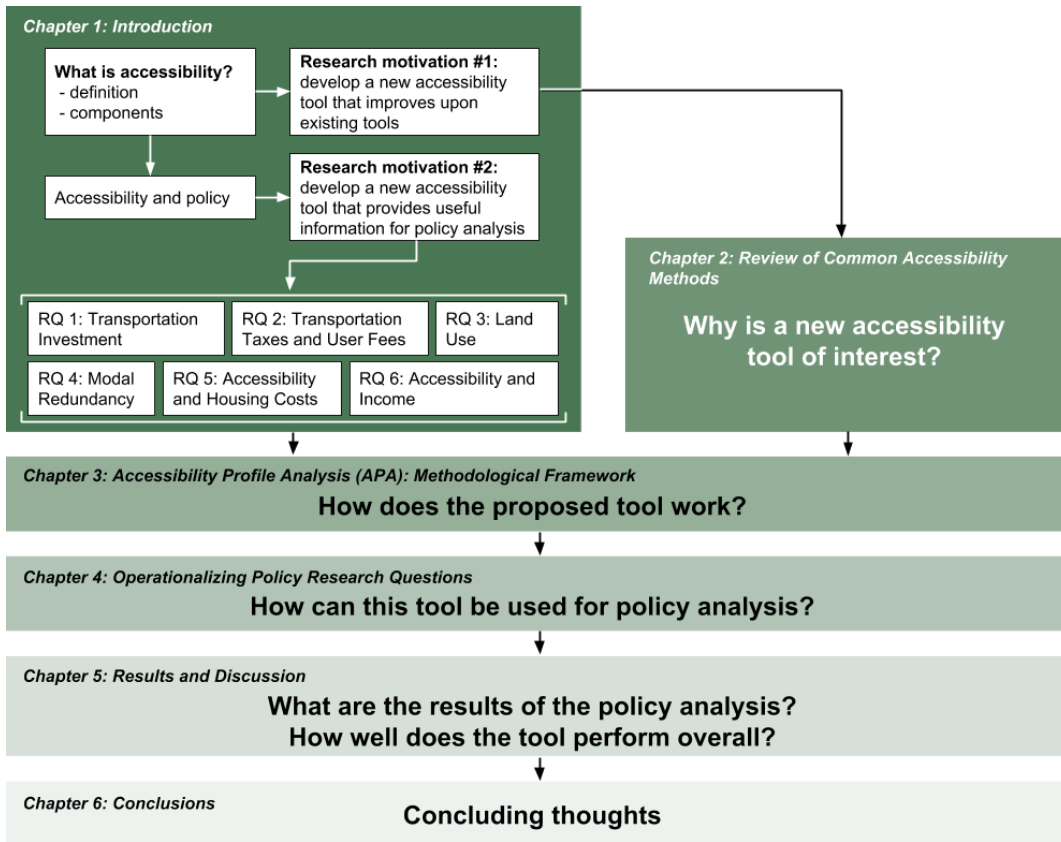 Chapter 1: Introduction
What is accessibility?
- definition
- components
Research motivation #1:
develop a new accessibility
tool that improves upon
existing tools
Accessibility and policy
Research motivation #2:
develop a new accessibility
tool that provides useful
information for policy analysis
RQ 1: Transportation
Investment
RQ 2: Transportation
Taxes and User Fees
RQ 3: Land
Use
RQ 4: Modal
Redundancy
RQ 5: Accessibility
and Housing Costs
RQ 6: Accessibility and
Income
Chapter 2: Review of Common Accessibility
Methods
Why is a new accessibility
tool of interest?
Chapter 3: Accessibility Profile Analysis (APA): Methodological Framework
How does the proposed tool work?
Chapter 4: Operationalizing Policy Research Questions
How can this tool be used for policy analysis?
Chapter 5: Results and Discussion
What are the results of the policy analysis?
How well does the tool perform overall?
Chapter 6: Conclusions
Concluding thoughts